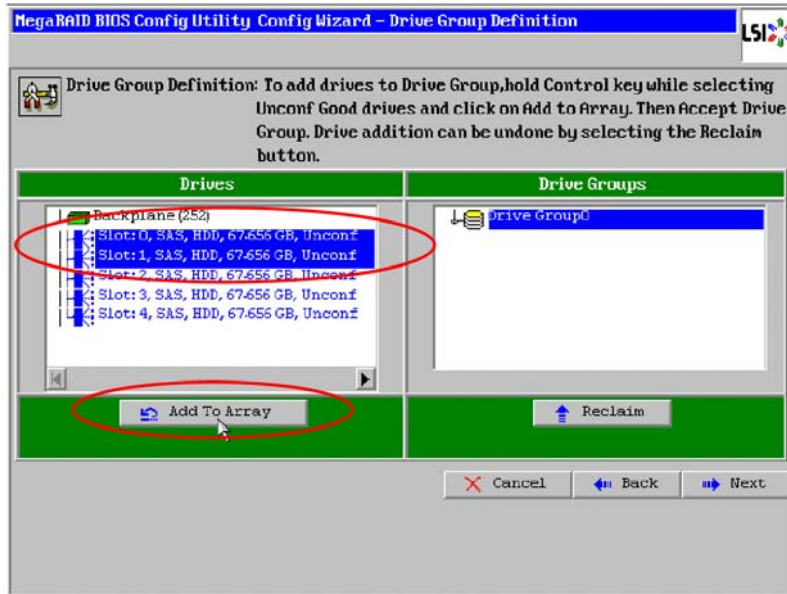 MegaRAID BIOS Config Utility Config Wizard - Drive Group Definition
LSI
Drive Group Definition: To add drives to Drive Group,hold Control key while selecting
Unconf Good drives and click on Add to Array. Then Accept Drive
Group. Drive addition can be undone by selecting the Reclaim
button.
Drives
Drive Groups
Backplane (252)
Slot: 0, SAS, HDD, 67.656 GB, Unconf
Slot: 1, SAS, HDD, 67.656 GB, Unconf
Slot: 2, SAS, HDD, 67.656 GB, Unconf
Slot: 3, SAS, HDD, 67.656 GB, Unconf
Slot: 4, SAS, HDD, 67.656 GB, Unconf
Drive Group0
Add To Array
Reclaim
Cancel
Back
Next